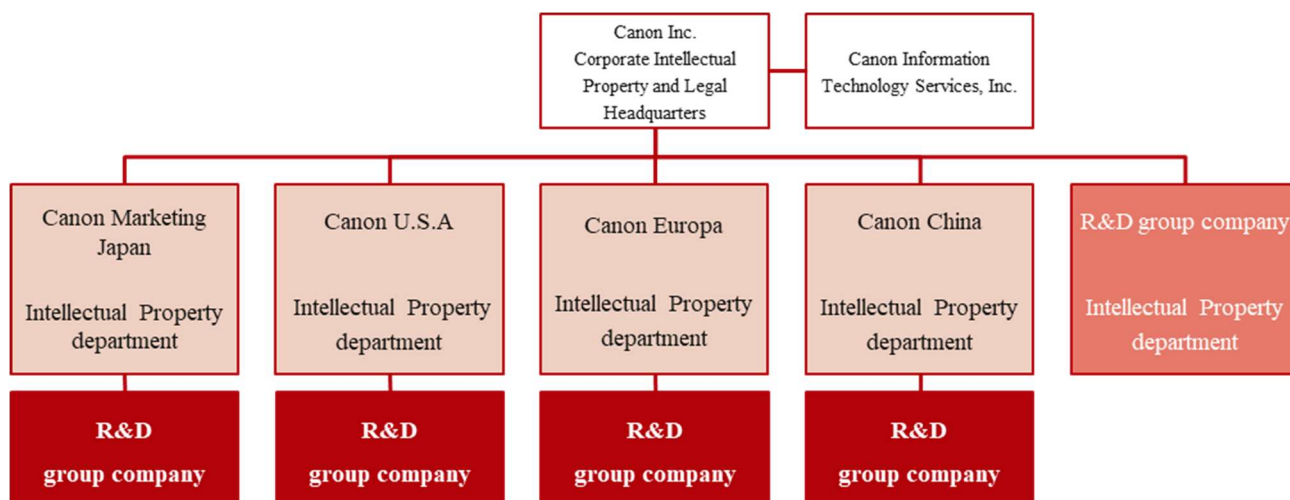 Canon Inc.
Corporate Intellectual
Property and Legal
Headquarters
Canon Information
Technology Services, Inc.
Canon Marketing
Japan
Intellectual Property
department
Canon U.S.A
Intellectual Property
department
Canon Europa
Intellectual Property
department
Canon China
Intellectual Property
department
R&D group company
Intellectual Property
department
R&D
group company
R&D
group company
R&D
group company
R&D
group company